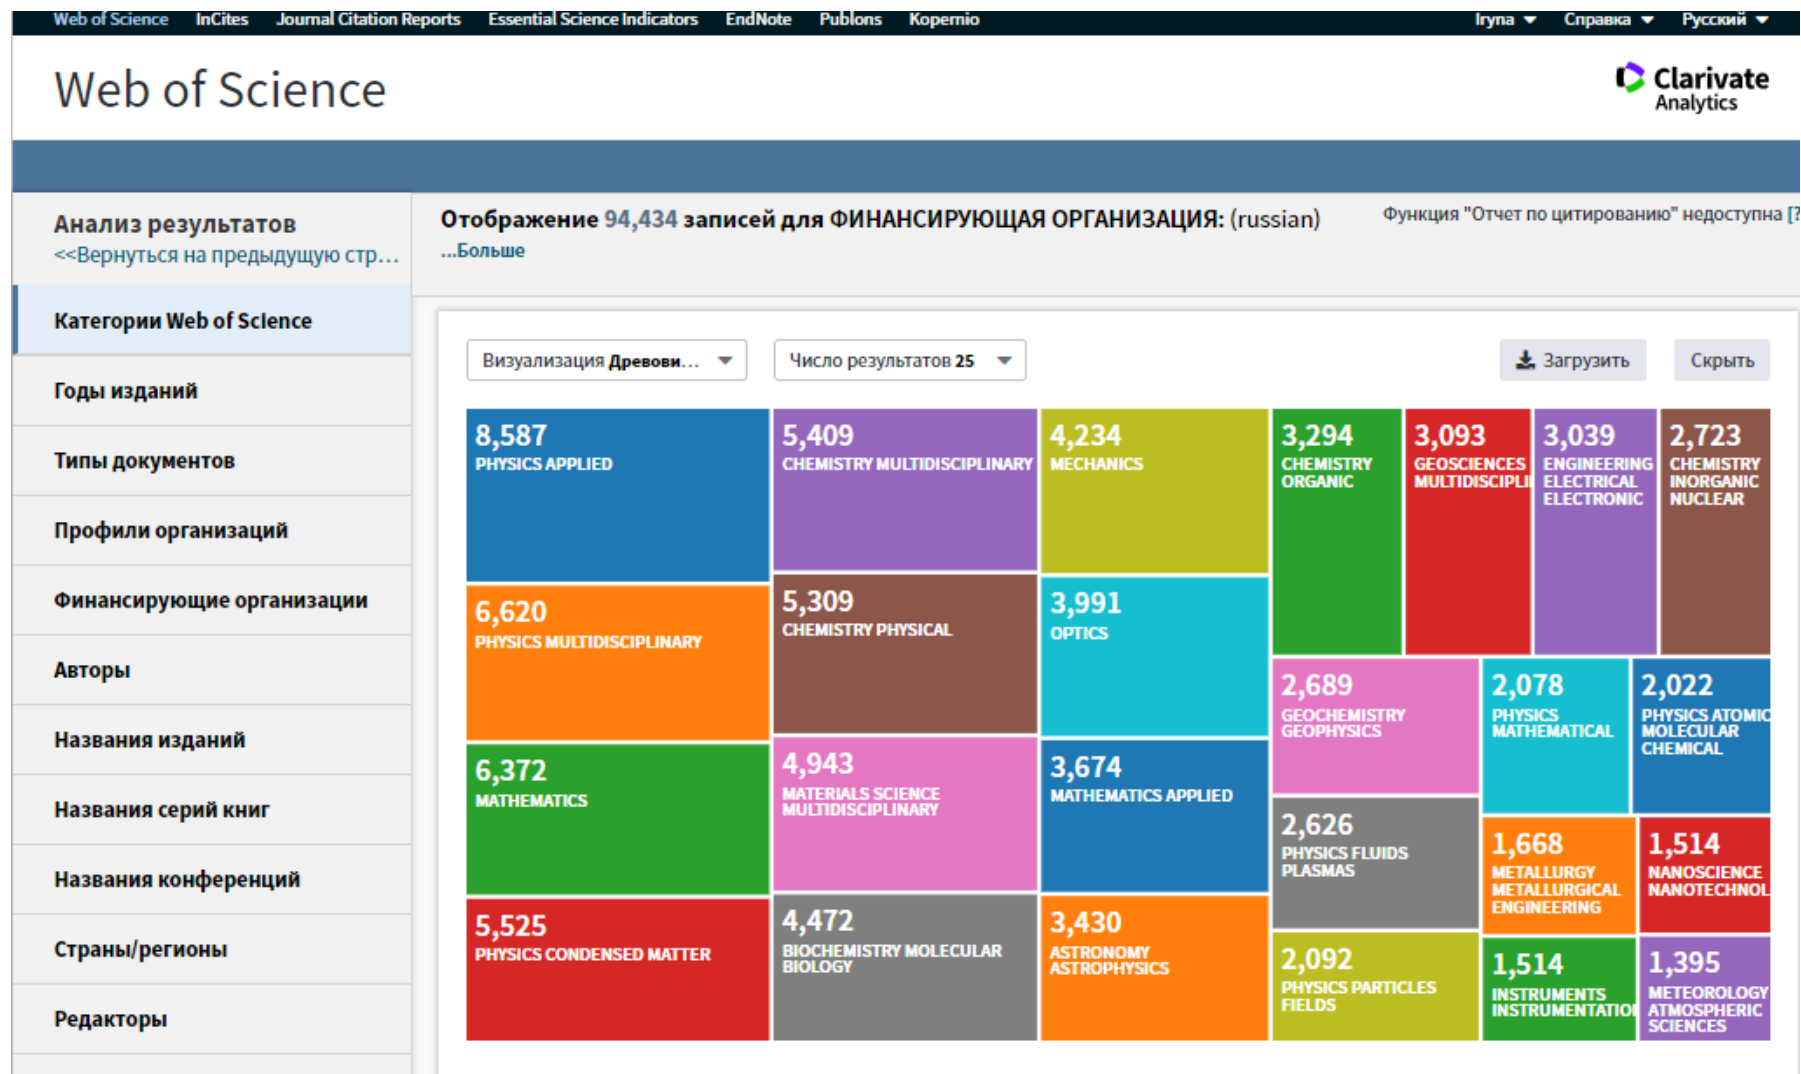 Web of Science InCites Journal Citation Reports Essential Science Indicators EndNote Publons Kopernio Iryna Справка Русский
Web of Science
Clarivate
Analytics
Анализ результатов
<<Вернуться на предыдущую стр...
Отображение 94,434 записей для ФИНАНСИРУЮЩАЯ ОРГАНИЗАЦИЯ: (russian)
...Больше
Функция "Отчет по цитированию" недоступна [?
Категории Web of Science
Годы изданий
Типы документов
Профили организаций
Финансирующие организации
Авторы
Названия изданий
Названия серий книг
Названия конференций
Страны/регионы
Редакторы
Визуализация Древови...
Число результатов 25
Загрузить
Скрыть
8,587
PHYSICS APPLIED
6,620
PHYSICS MULTIDISCIPLINARY
6,372
MATHEMATICS
5,525
PHYSICS CONDENSED MATTER
5,409
CHEMISTRY MULTIDISCIPLINARY
5,309
CHEMISTRY PHYSICAL
4,943
MATERIALS SCIENCE
MULTIDISCIPLINARY
4,472
BIOCHEMISTRY MOLECULAR
BIOLOGY
4,234
MECHANICS
3,991
OPTICS
3,674
MATHEMATICS APPLIED
3,430
ASTRONOMY
ASTROPHYSICS
3,294
CHEMISTRY
ORGANIC
3,093
GEOSCIENCES
MULTIDISCIPLI
3,039
ENGINEERING
ELECTRICAL
ELECTRONIC
2,723
CHEMISTRY
INORGANIC
NUCLEAR
2,689
GEOCHEMISTRY
GEOPHYSICS
2,626
PHYSICS FLUIDS
PLASMAS
2,092
PHYSICS PARTICLES
FIELDS
2,078
PHYSICS
MATHEMATICAL
2,022
PHYSICS ATOMIC
MOLECULAR
CHEMICAL
1,668
METALLURGY
METALLURGICAL
ENGINEERING
1,514
NANOSCIENCE
NANOTECHNOL
1,514
INSTRUMENTS
INSTRUMENTATIO
1,395
METEOROLOGY
ATMOSPHERIC
SCIENCES